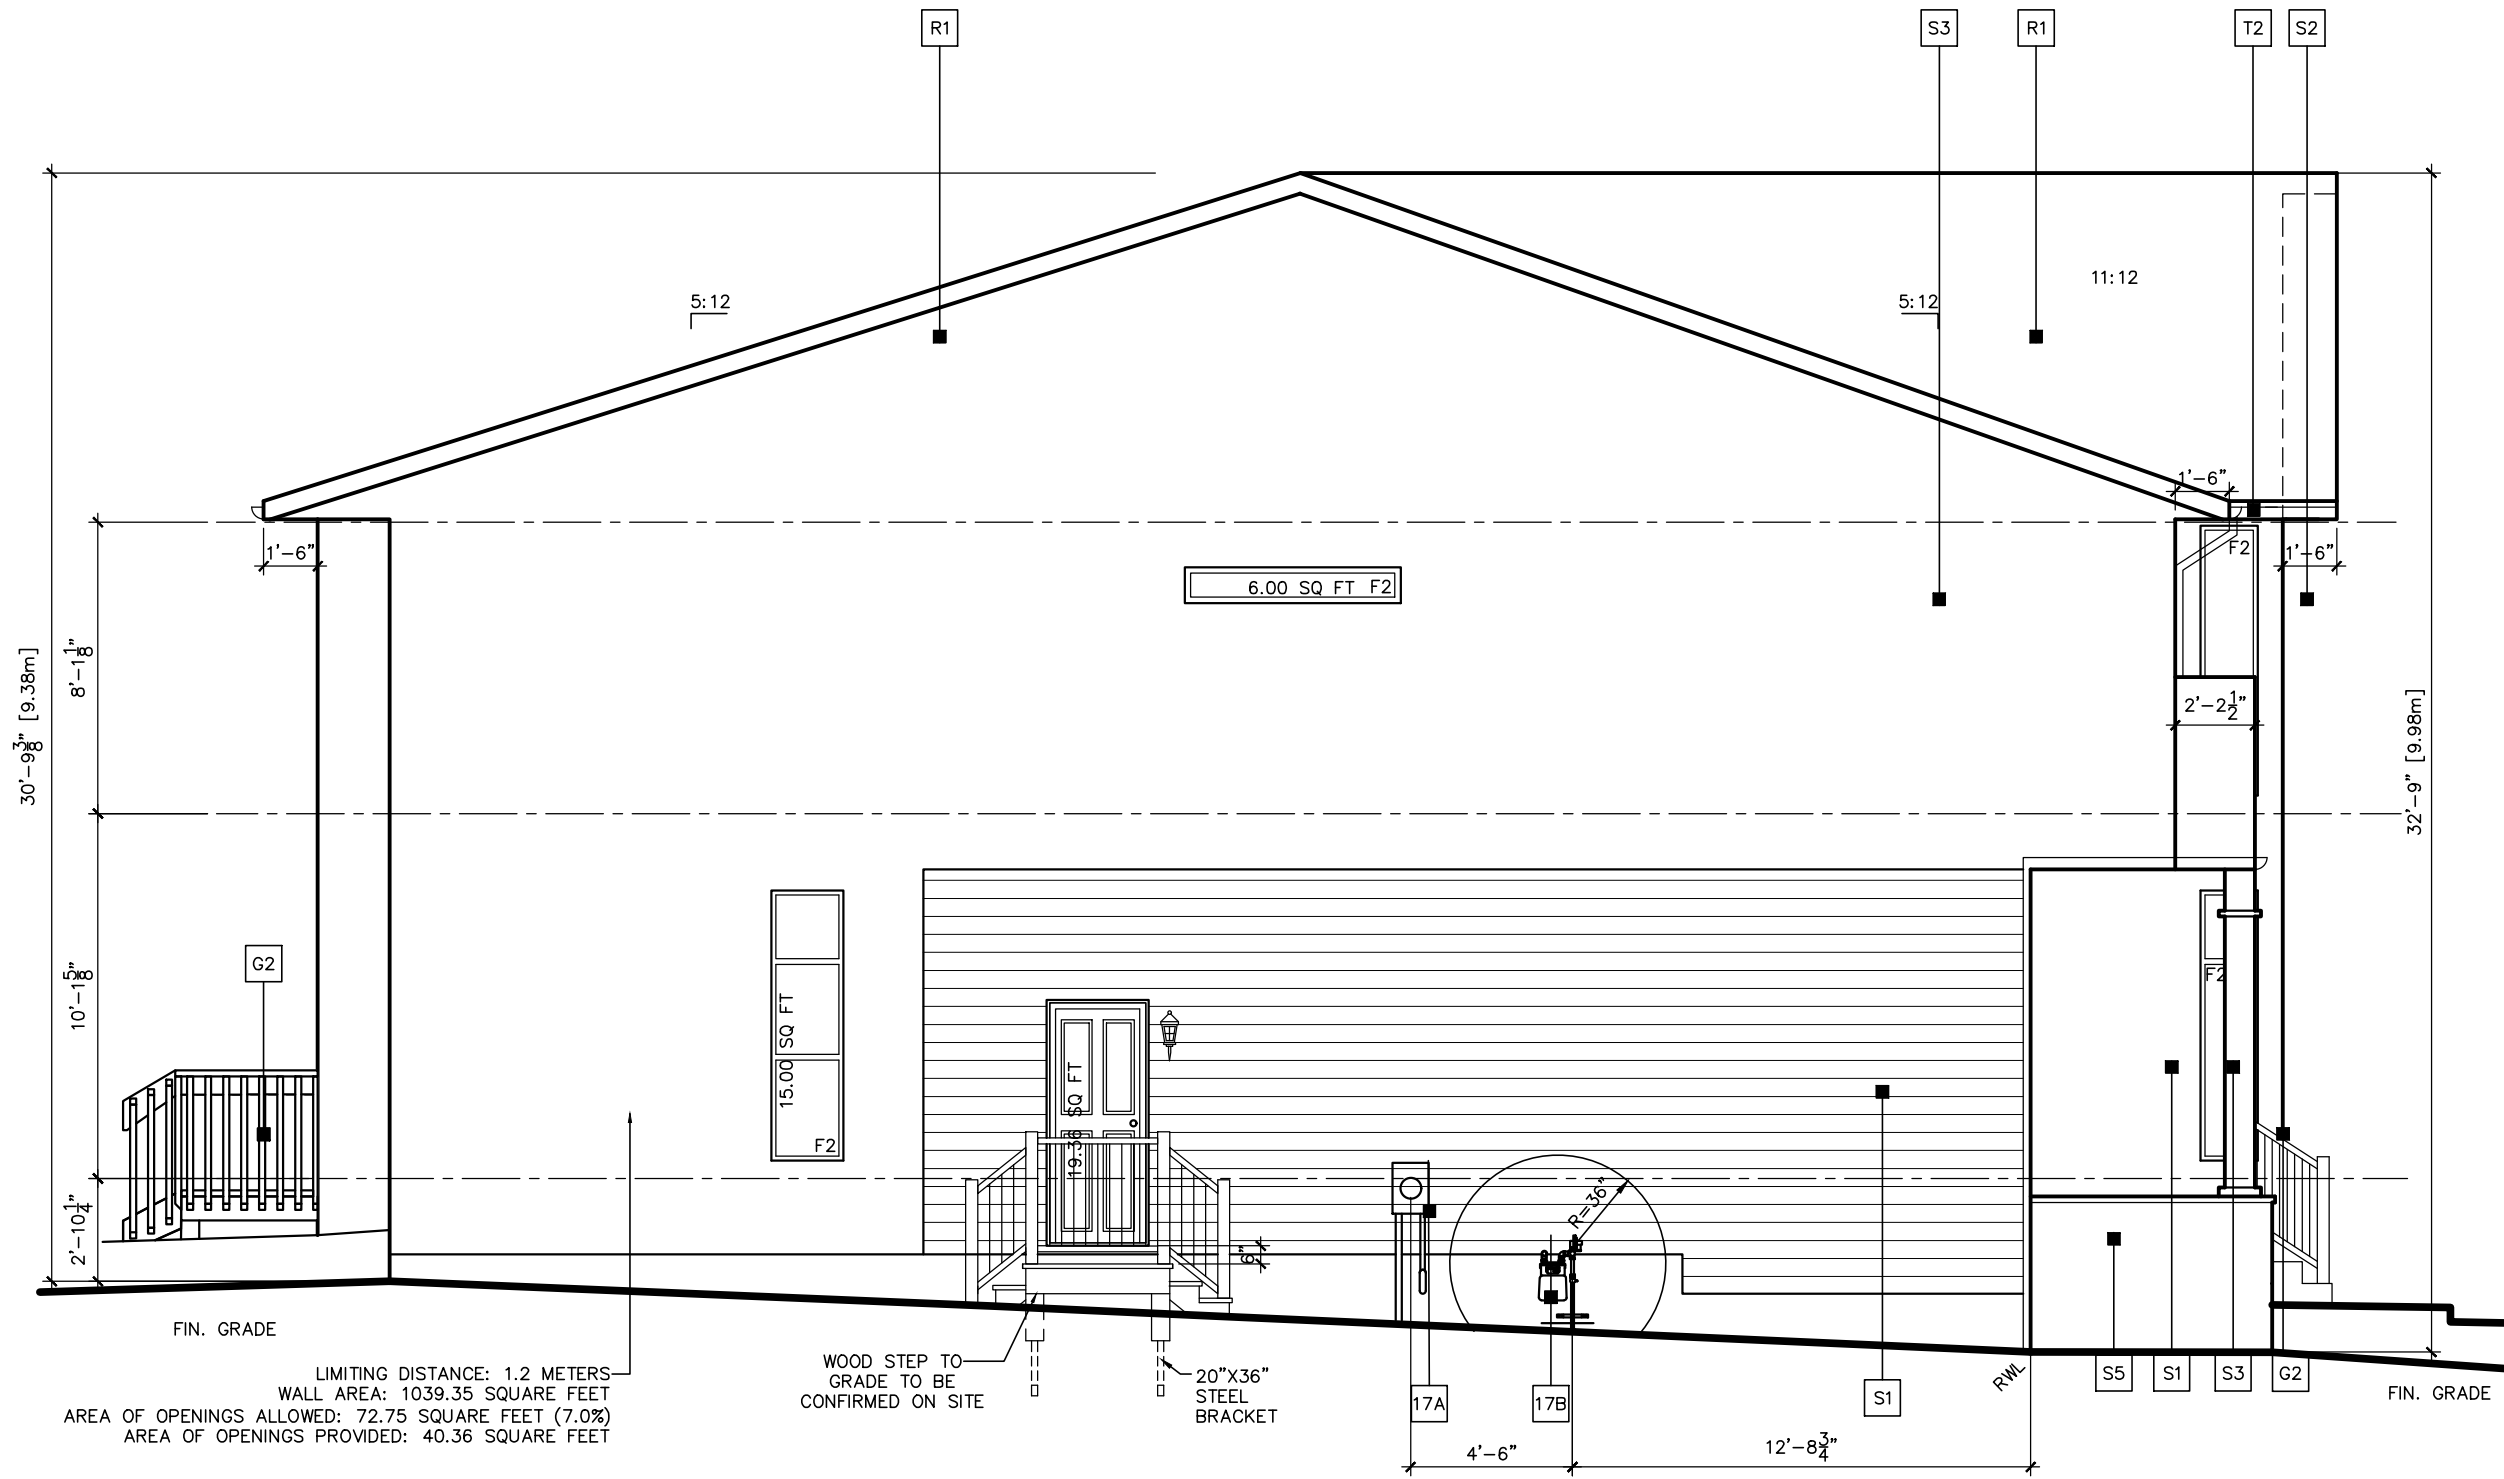 R1
S3
R1
T2
S2
5:12
5:12
11:12
1'-6"
1'-6"
F2
1'-6"
6.00 SQ FT F2
30'-9 3/8" [9.38m]
8'-1 1/8"
10'-1 5/8"
2'-10 1/4"
2'-2 1/2"
32'-9" [9.98m]
G2
15.00 SQ FT
F2
19.36 SQ FT
F2
R=36"
6"
FIN. GRADE
LIMITING DISTANCE: 1.2 METERS
WALL AREA: 1039.35 SQUARE FEET
AREA OF OPENINGS ALLOWED: 72.75 SQUARE FEET (7.0%)
AREA OF OPENINGS PROVIDED: 40.36 SQUARE FEET
WOOD STEP TO
GRADE TO BE
CONFIRMED ON SITE
20"X36"
STEEL
BRACKET
17A
17B
S1
RWL
S5
S1
S3
G2
FIN. GRADE
4'-6"
12'-8 3/4"